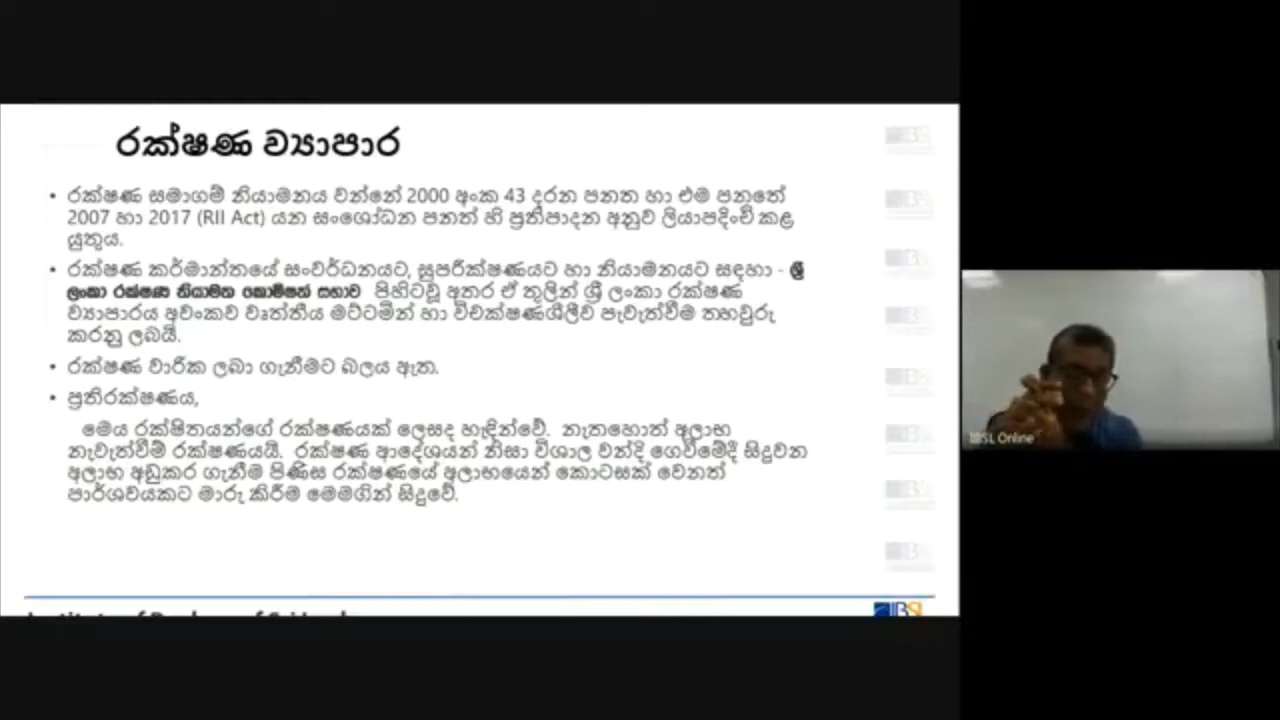 රක්ෂණ ව්‍යාපාර
• රක්ෂණ සමාගම් නියාමනය වන්නේ 2000 අංක 43 දරන පනත හා එම පනතේ
2007 හා 2017 (RII Act) යන සංශෝධන පනත් හි ප්‍රතිපාදන අනුව ලියාපදිංචි කළ
යුතුය.
• රක්ෂණ කර්මාන්තයේ සංවර්ධනයට, සුපරීක්ෂණයට හා නියාමනයට සඳහා - ශ්‍රී
ලංකා රක්ෂණ නියාමන කොමිෂන් සභාව පිහිටවූ අතර ඒ තුලින් ශ්‍රී ලංකා රක්ෂණ
ව්‍යාපාරය අවංකව වෘත්තීය මට්ටමින් හා විචක්ෂණශීලීව පැවැත්වීම තහවුරු
කරනු ලබයි.
• රක්ෂණ වාරික ලබා ගැනීමට බලය ඇත.
• ප්‍රතිරක්ෂණය,
මෙය රක්ෂිතයන්ගේ රක්ෂණයක් ලෙසද හැඳින්වේ. නැතහොත් අලාභ
නැවැත්වීම් රක්ෂණයයි. රක්ෂණ ආදේශයන් නිසා විශාල වන්දි ගෙවීමේදී සිදුවන
අලාභ අඩුකර ගැනීම පිණිස රක්ෂණයේ අලාභයෙන් කොටසක් වෙනත්
පාර්ශවයකට මාරු කිරීම මෙමගින් සිදුවේ.
IBSL Online